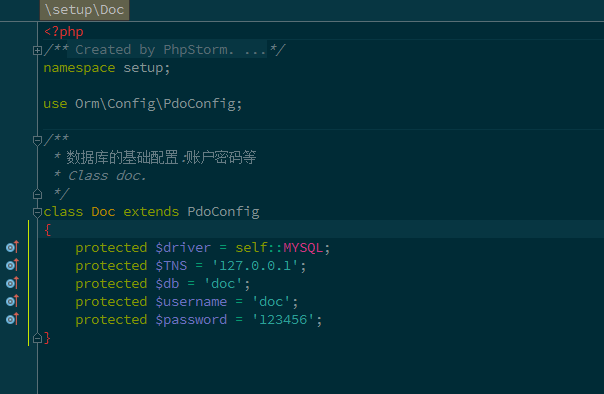 \setup\Doc
<?php
/** Created by PhpStorm. ...*/
namespace setup;
use Orm\Config\PdoConfig;
/**
 * 数据库的基础配置.账户密码等
 * Class doc.
 */
class Doc extends PdoConfig
{
    protected $driver = self::MYSQL;
    protected $TNS = '127.0.0.1';
    protected $db = 'doc';
    protected $username = 'doc';
    protected $password = '123456';
}